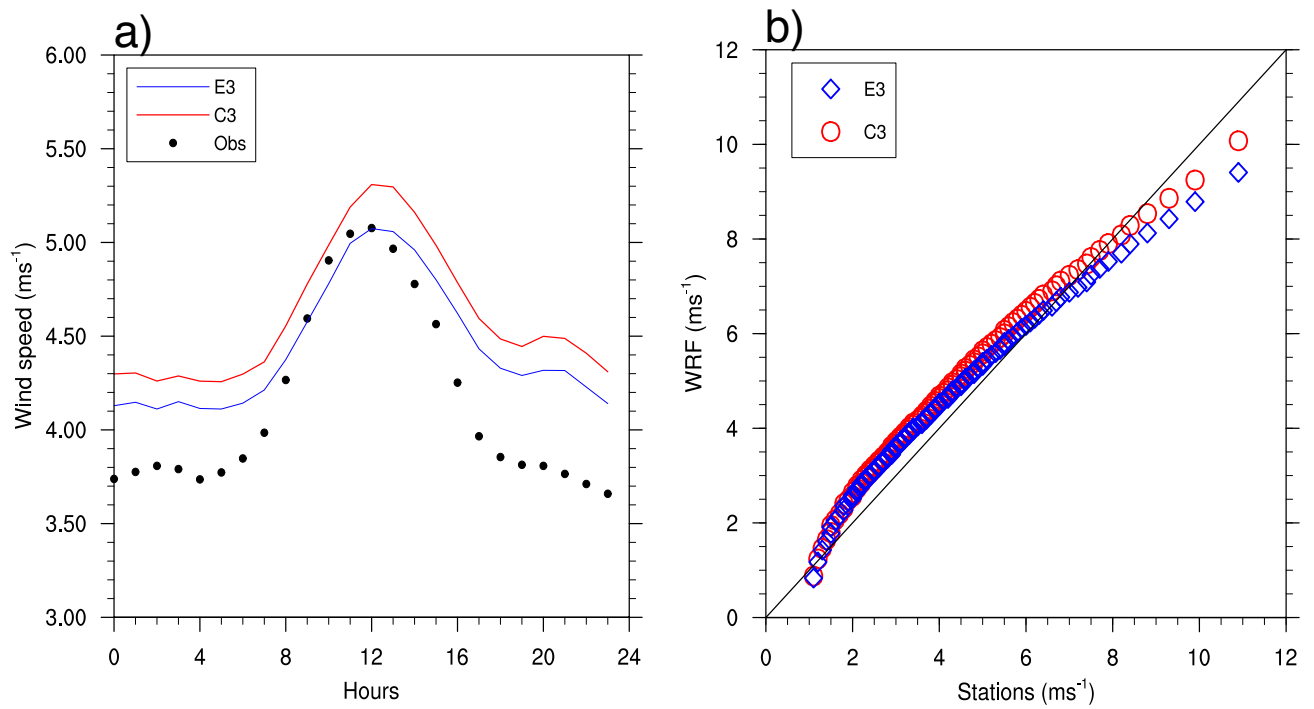 a)
6.00
5.50
5.00
4.50
4.00
3.50
3.00
Wind speed (ms⁻¹)
E3
C3
Obs
0 4 8 12 16 20 24
Hours
b)
12
10
8
6
4
2
0
WRF (ms⁻¹)
E3
C3
0 2 4 6 8 10 12
Stations (ms⁻¹)